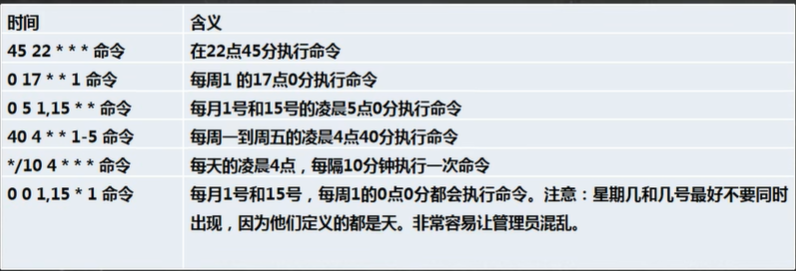 时间 含义
45 22 * * * 命令 在22点45分执行命令
0 17 * * 1 命令 每周1 的17点0分执行命令
0 5 1,15 * * 命令 每月1号和15号的凌晨5点0分执行命令
40 4 * * 1-5 命令 每周一到周五的凌晨4点40分执行命令
*/10 4 * * * 命令 每天的凌晨4点，每隔10分钟执行一次命令
0 0 1,15 * 1 命令 每月1号和15号，每周1的0点0分都会执行命令。注意：星期几和几号最好不要同时
出现，因为他们定义的都是天。非常容易让管理员混乱。